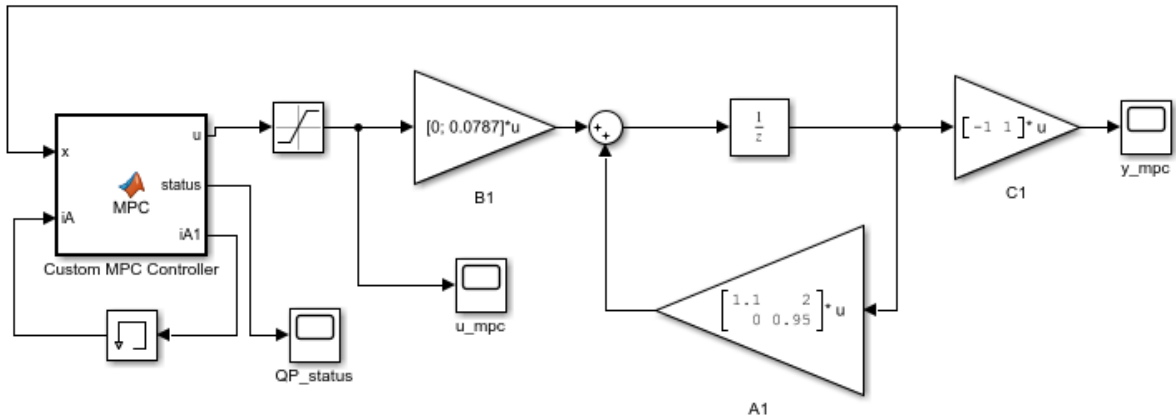 u
x
status
MPC
iA
iA1
Custom MPC Controller
[0; 0.0787]*u
B1
u_mpc
QP_status
+
+
1
z
[-1 1]* u
C1
y_mpc
[1.1 2
0 0.95]* u
A1